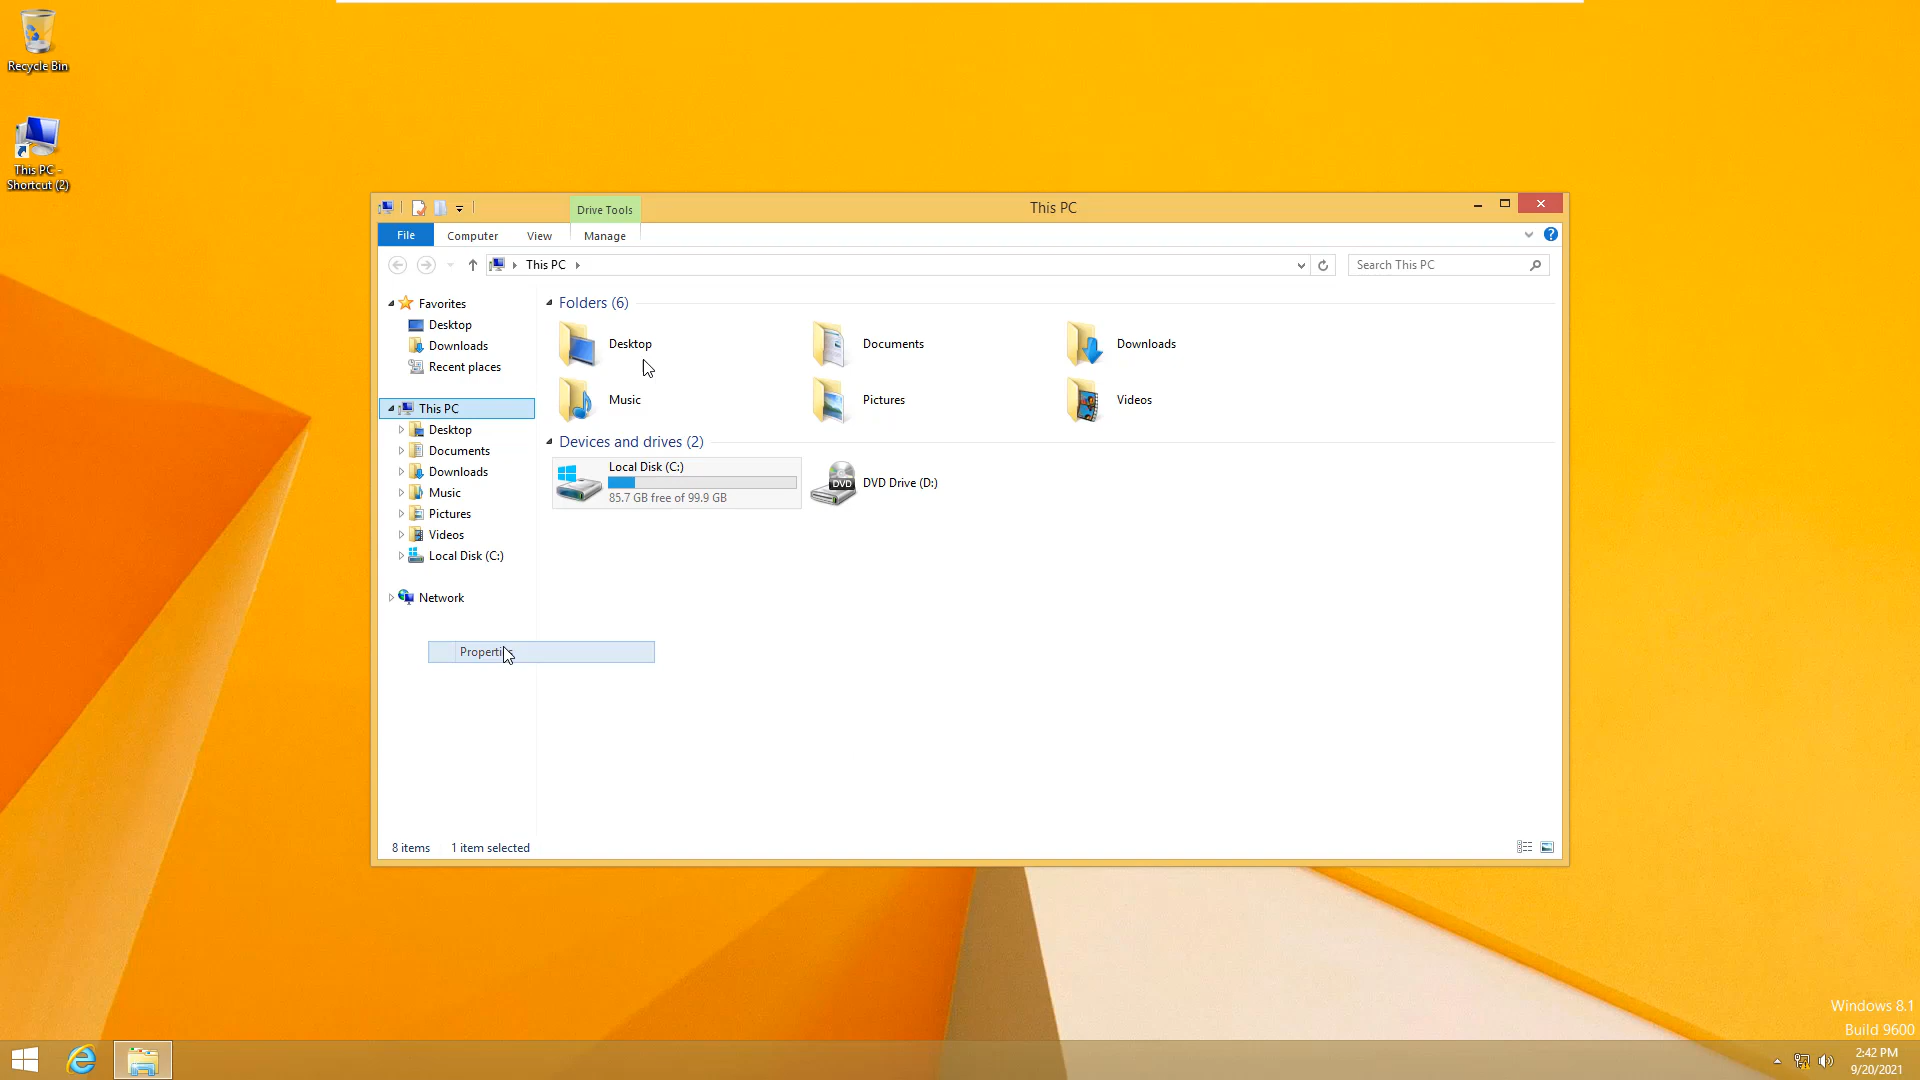 Recycle Bin
This PC -
Shortcut (2)
Drive Tools
This PC
File
Computer
View
Manage
This PC
Search This PC
Favorites
Desktop
Downloads
Recent places
This PC
Desktop
Documents
Downloads
Music
Pictures
Videos
Local Disk (C:)
Network
Folders (6)
Desktop
Documents
Downloads
Music
Pictures
Videos
Devices and drives (2)
Local Disk (C:)
85.7 GB free of 99.9 GB
DVD
DVD Drive (D:)
Properties
8 items
1 item selected
Windows 8.1
Build 9600
2:42 PM
9/20/2021